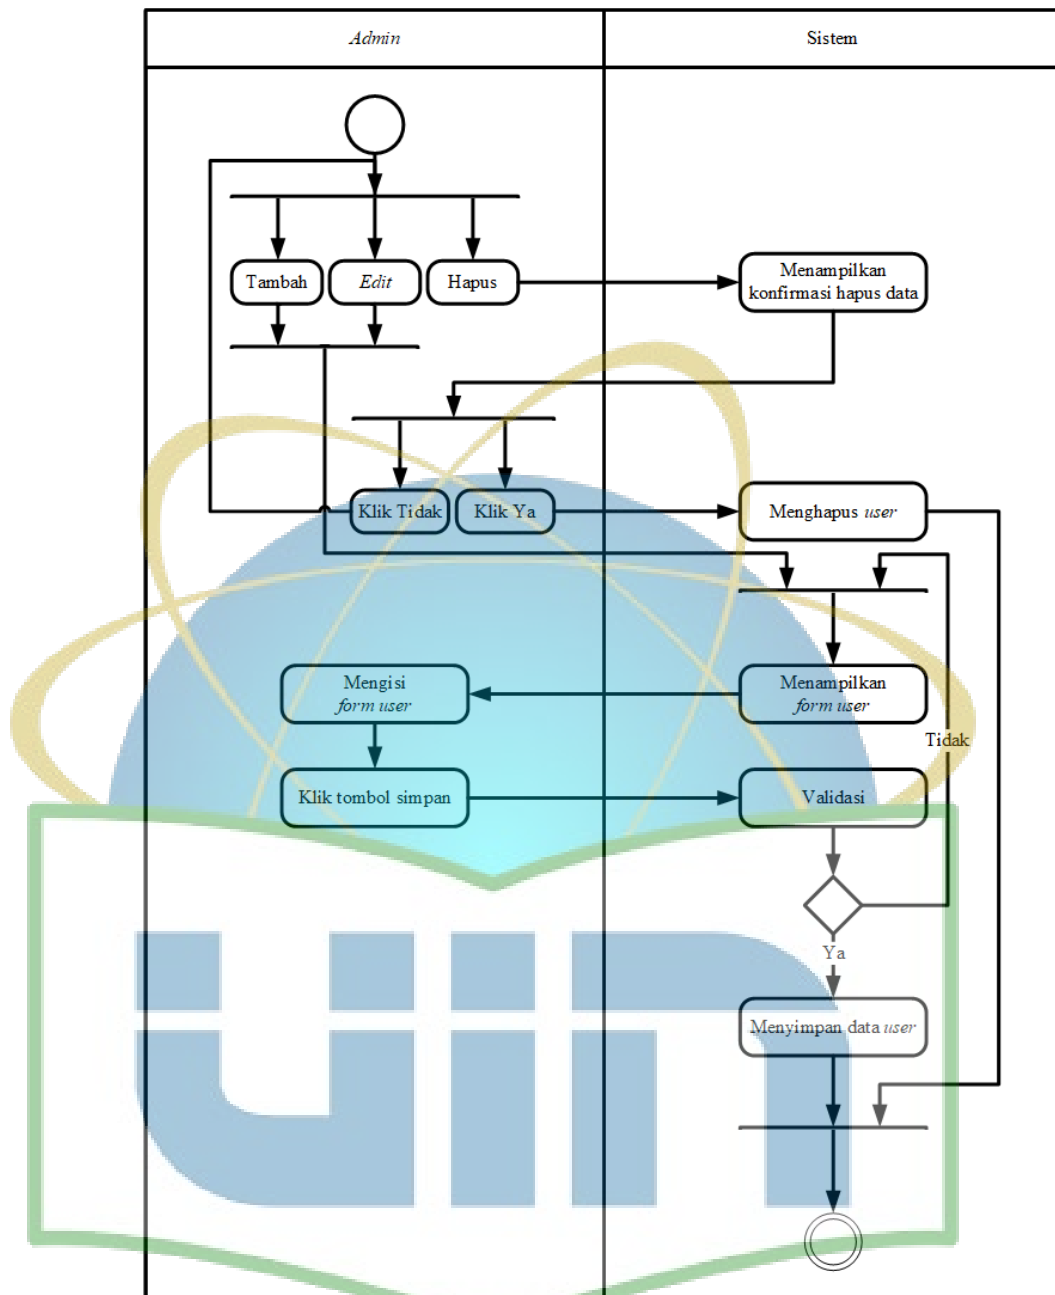 Admin
Sistem
Tambah
Edit
Hapus
Menampilkan
konfirmasi hapus data
Klik Tidak
Klik Ya
Menghapus user
Mengisi
form user
Menampilkan
form user
Tidak
Klik tombol simpan
Validasi
Ya
Menyimpan data user
uin